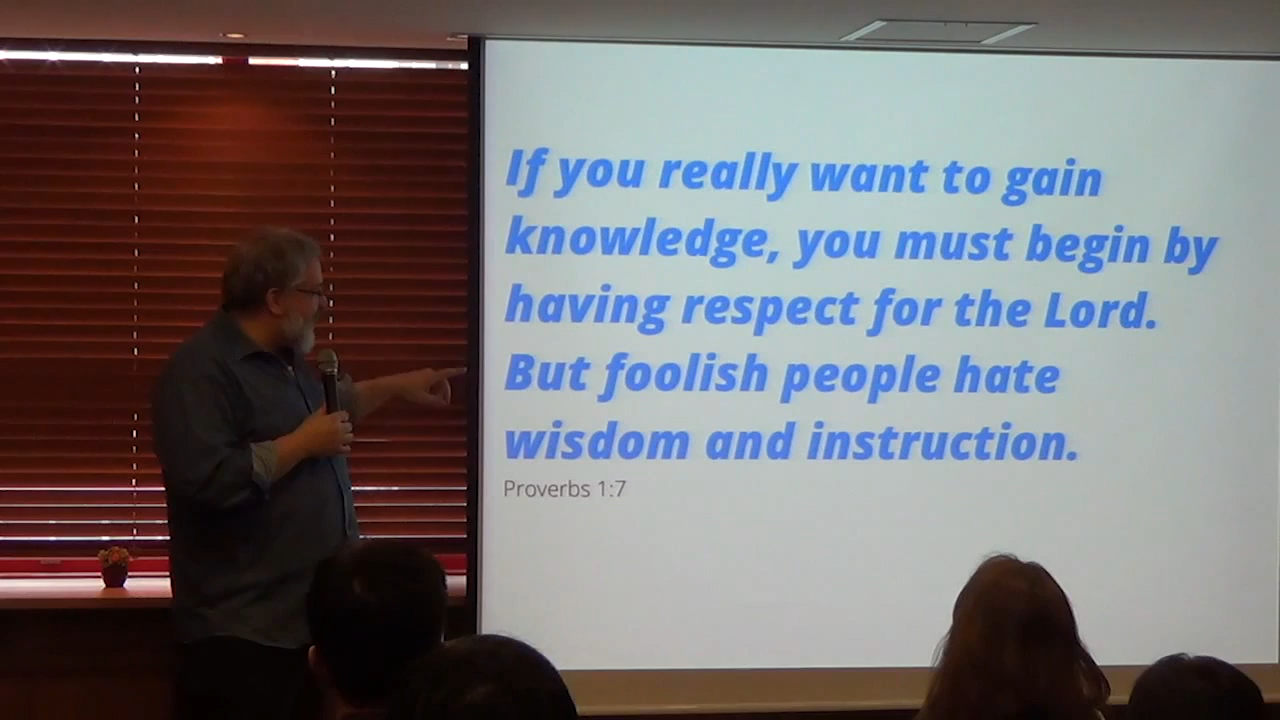 If you really want to gain
knowledge, you must begin by
having respect for the Lord.
But foolish people hate
wisdom and instruction.
Proverbs 1:7